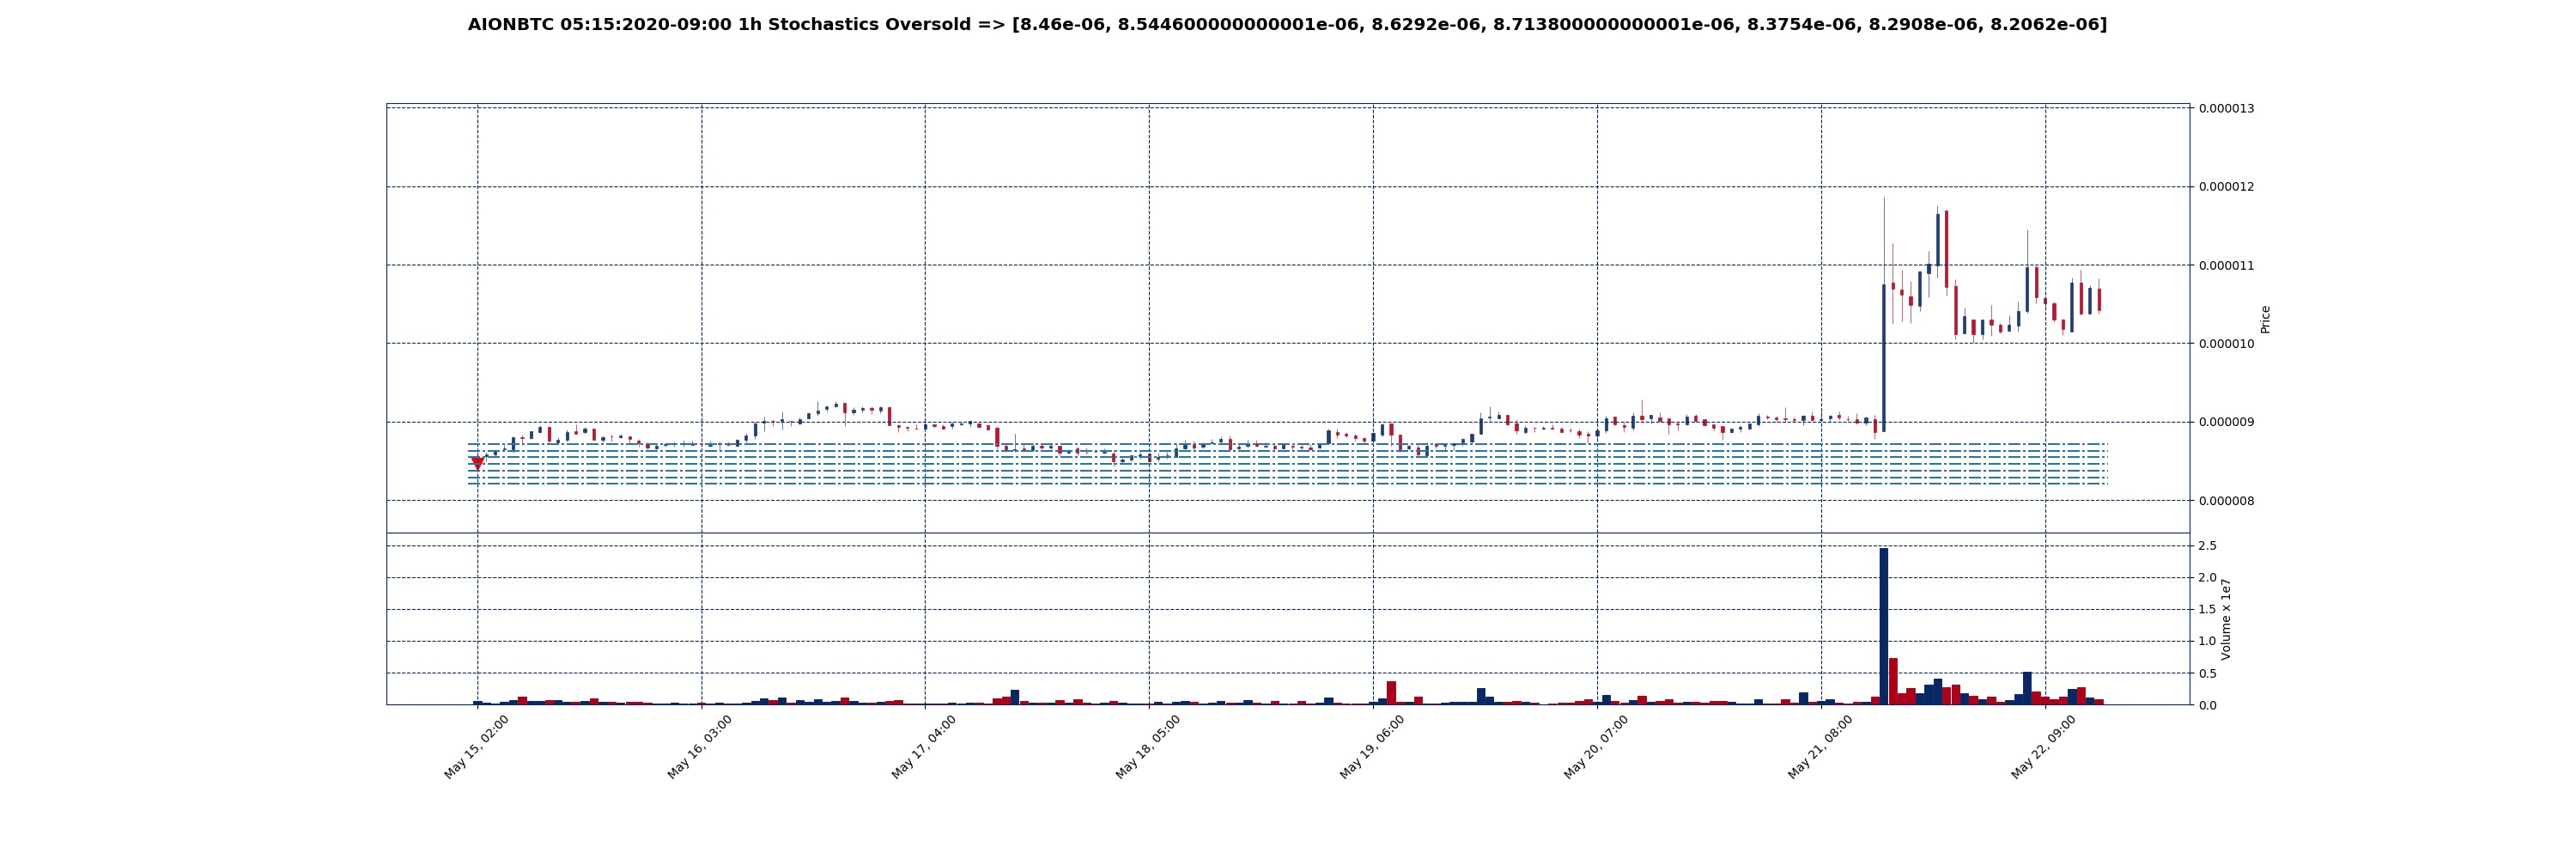 AIONBTC 05:15:2020-09:00 1h Stochastics Oversold => [8.46e-06, 8.544600000000001e-06, 8.6292e-06, 8.713800000000001e-06, 8.3754e-06, 8.2908e-06, 8.2062e-06]
0.000013
0.000012
0.000011
0.000010
0.000009
0.000008
Price
2.5
2.0
1.5
1.0
0.5
0.0
Volume x 1e7
May 15, 02:00
May 16, 03:00
May 17, 04:00
May 18, 05:00
May 19, 06:00
May 20, 07:00
May 21, 08:00
May 22, 09:00